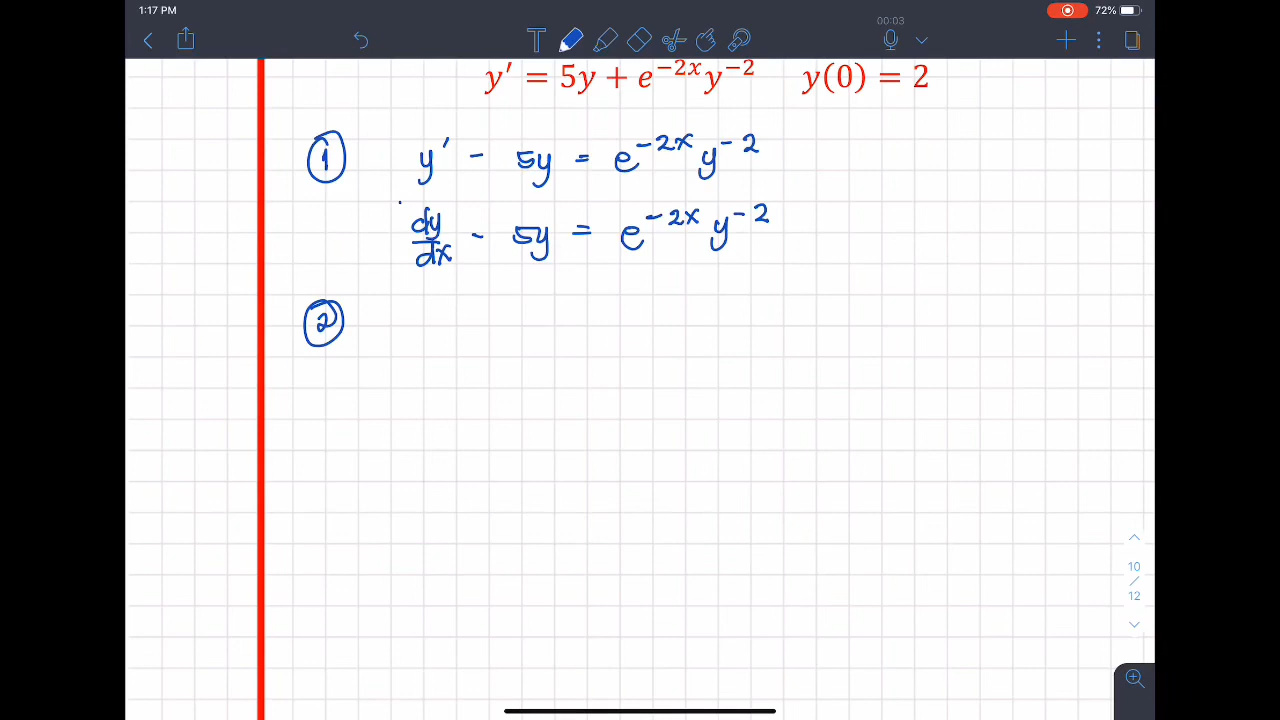 1:17 PM
72%
T
00:03
y′ = 5y + e^{−2x}y^{−2} y(0) = 2
① y′ − 5y = e^{−2x} y^{−2}
dy/dx − 5y = e^{−2x} y^{−2}
②
10
/
12